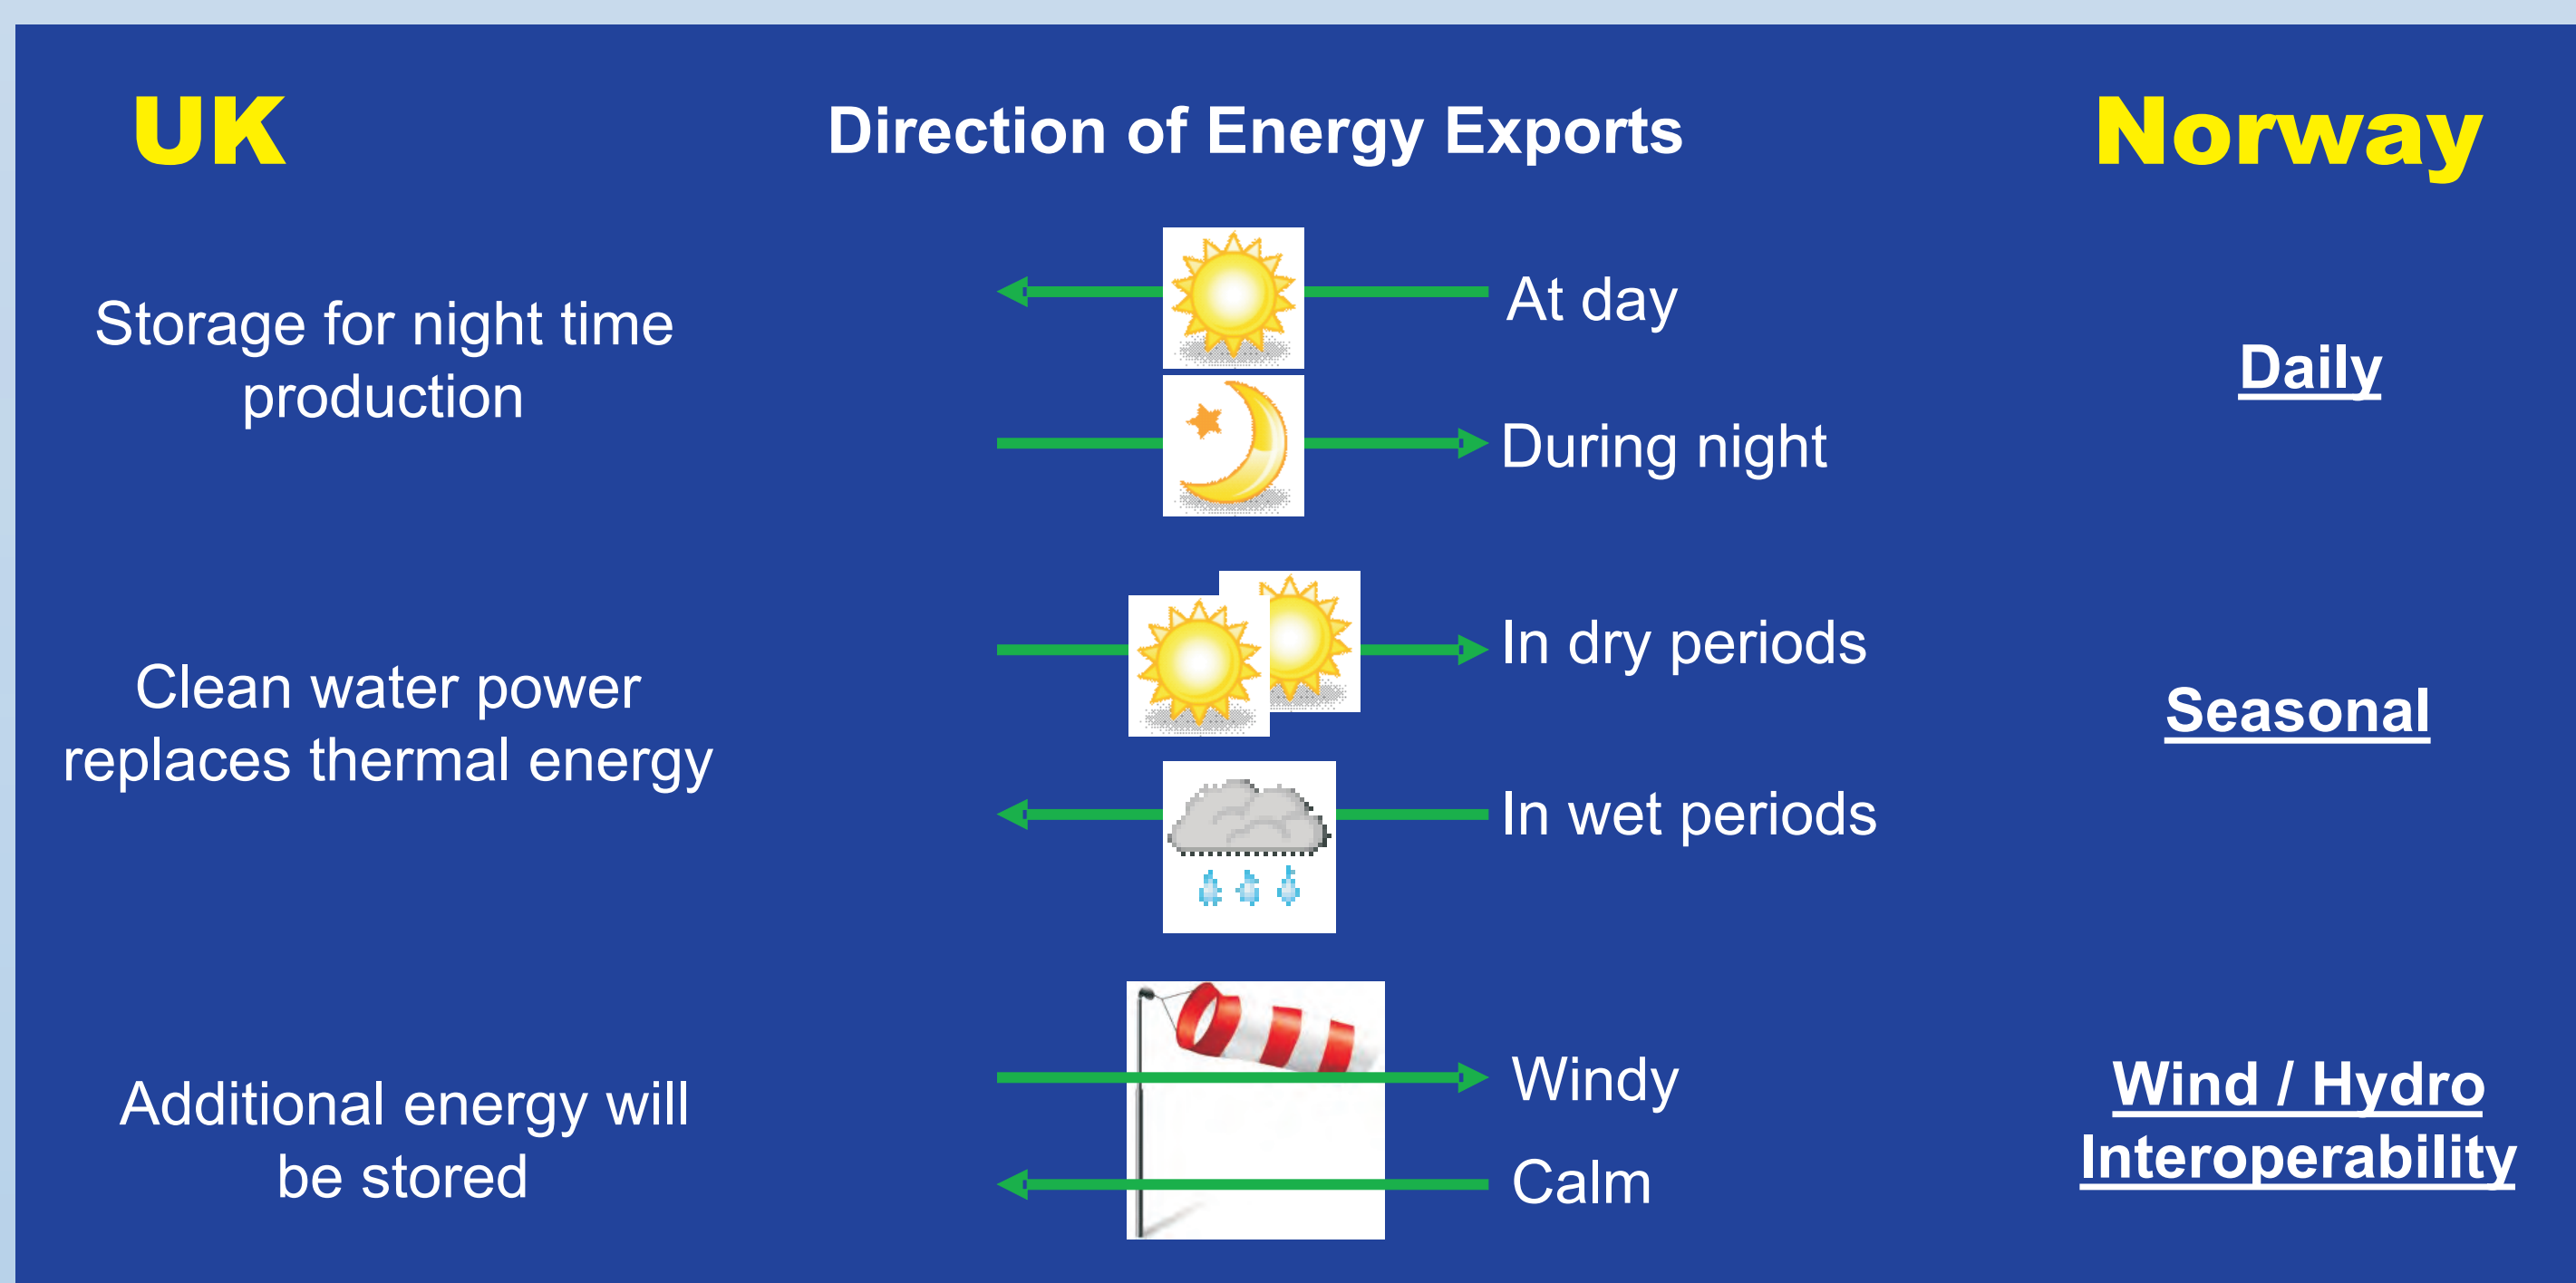 UK
Direction of Energy Exports
Norway
Storage for night time
production
At day
During night
Daily
Clean water power
replaces thermal energy
In dry periods
In wet periods
Seasonal
Additional energy will
be stored
Windy
Calm
Wind / Hydro
Interoperability